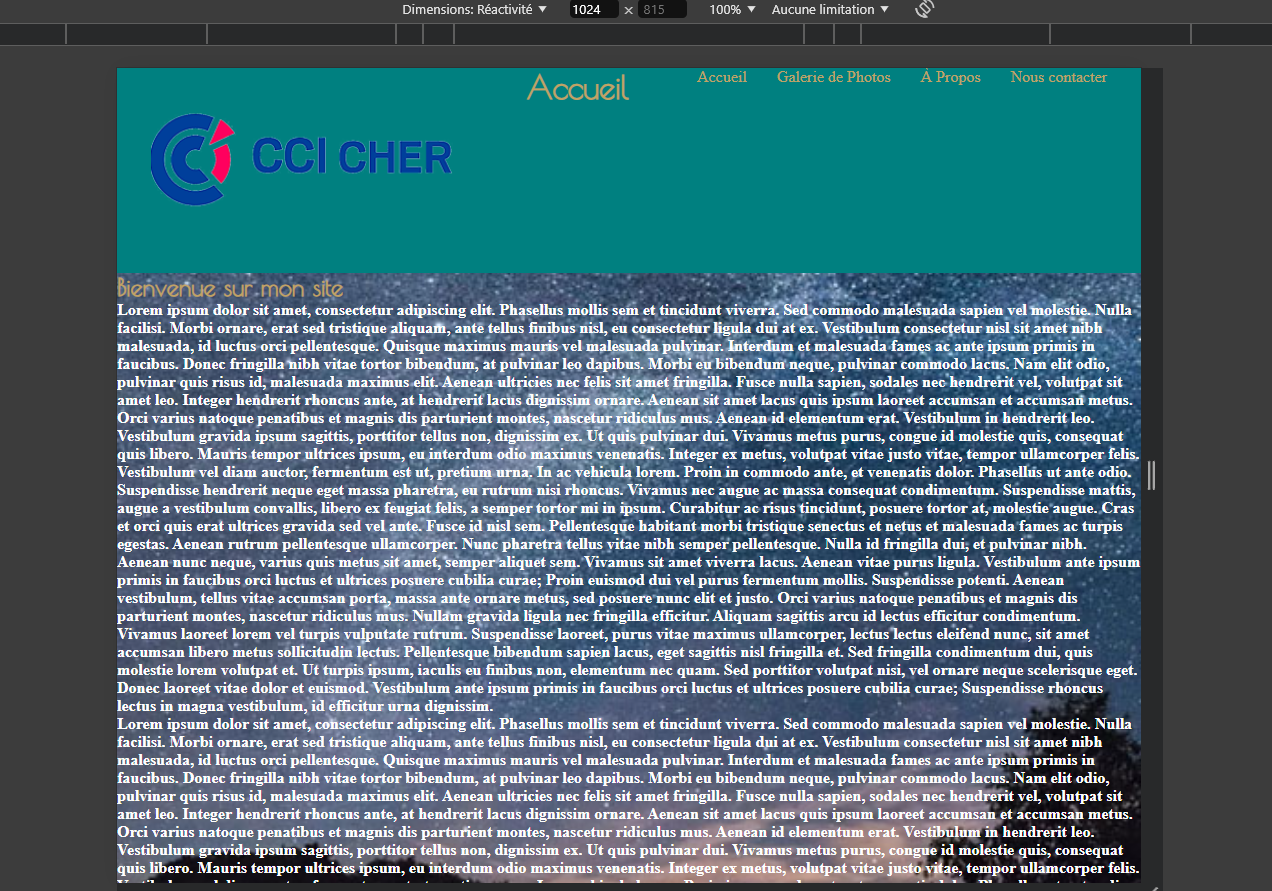 Dimensions: Réactivité ▼ 1024 × 815 100% ▼ Aucune limitation ▼
Accueil Accueil Galerie de Photos À Propos Nous contacter
CCI CHER
Bienvenue sur mon site
Lorem ipsum dolor sit amet, consectetur adipiscing elit. Phasellus mollis sem et tincidunt viverra. Sed commodo malesuada sapien vel molestie. Nulla
facilisi. Morbi ornare, erat sed tristique aliquam, ante tellus finibus nisl, eu consectetur ligula dui at ex. Vestibulum consectetur nisl sit amet nibh
malesuada, id luctus orci pellentesque. Quisque maximus mauris vel malesuada pulvinar. Interdum et malesuada fames ac ante ipsum primis in
faucibus. Donec fringilla nibh vitae tortor bibendum, at pulvinar leo dapibus. Morbi eu bibendum neque, pulvinar commodo lacus. Nam elit odio,
pulvinar quis risus id, malesuada maximus elit. Aenean ultricies nec felis sit amet fringilla. Fusce nulla sapien, sodales nec hendrerit vel, volutpat sit
amet leo. Integer hendrerit rhoncus ante, at hendrerit lacus dignissim ornare. Aenean sit amet lacus quis ipsum laoreet accumsan et accumsan metus.
Orci varius natoque penatibus et magnis dis parturient montes, nascetur ridiculus mus. Aenean id elementum erat. Vestibulum in hendrerit leo.
Vestibulum gravida ipsum sagittis, porttitor tellus non, dignissim ex. Ut quis pulvinar dui. Vivamus metus purus, congue id molestie quis, consequat
quis libero. Mauris tempor ultrices ipsum, eu interdum odio maximus venenatis. Integer ex metus, volutpat vitae justo vitae, tempor ullamcorper felis.
Vestibulum vel diam auctor, fermentum est ut, pretium urna. In ac vehicula lorem. Proin in commodo ante, et venenatis dolor. Phasellus ut ante odio.
Suspendisse hendrerit neque eget massa pharetra, eu rutrum nisi rhoncus. Vivamus nec augue ac massa consequat condimentum. Suspendisse mattis,
augue a vestibulum convallis, libero ex feugiat felis, a semper tortor mi in ipsum. Curabitur ac risus tincidunt, posuere tortor at, molestie augue. Cras
et orci quis erat ultrices gravida sed vel ante. Fusce id nisl sem. Pellentesque habitant morbi tristique senectus et netus et malesuada fames ac turpis
egestas. Aenean rutrum pellentesque ullamcorper. Nunc pharetra tellus vitae nibh semper pellentesque. Nulla id fringilla dui, et pulvinar nibh.
Aenean nunc neque, varius quis metus sit amet, semper aliquet sem. Vivamus sit amet viverra lacus. Aenean vitae purus ligula. Vestibulum ante ipsum
primis in faucibus orci luctus et ultrices posuere cubilia curae; Proin euismod dui vel purus fermentum mollis. Suspendisse potenti. Aenean
vestibulum, tellus vitae accumsan porta, massa ante ornare metus, sed posuere nunc elit et justo. Orci varius natoque penatibus et magnis dis
parturient montes, nascetur ridiculus mus. Nullam gravida ligula nec fringilla efficitur. Aliquam sagittis arcu id lectus efficitur condimentum.
Vivamus laoreet lorem vel turpis vulputate rutrum. Suspendisse laoreet, purus vitae maximus ullamcorper, lectus lectus eleifend nunc, sit amet
accumsan libero metus sollicitudin lectus. Pellentesque bibendum sapien lacus, eget sagittis nisl fringilla et. Sed fringilla condimentum dui, quis
molestie lorem volutpat et. Ut turpis ipsum, iaculis eu finibus non, elementum nec quam. Sed porttitor volutpat nisi, vel ornare neque scelerisque eget.
Donec laoreet vitae dolor et euismod. Vestibulum ante ipsum primis in faucibus orci luctus et ultrices posuere cubilia curae; Suspendisse rhoncus
lectus in magna vestibulum, id efficitur urna dignissim.
Lorem ipsum dolor sit amet, consectetur adipiscing elit. Phasellus mollis sem et tincidunt viverra. Sed commodo malesuada sapien vel molestie. Nulla
facilisi. Morbi ornare, erat sed tristique aliquam, ante tellus finibus nisl, eu consectetur ligula dui at ex. Vestibulum consectetur nisl sit amet nibh
malesuada, id luctus orci pellentesque. Quisque maximus mauris vel malesuada pulvinar. Interdum et malesuada fames ac ante ipsum primis in
faucibus. Donec fringilla nibh vitae tortor bibendum, at pulvinar leo dapibus. Morbi eu bibendum neque, pulvinar commodo lacus. Nam elit odio,
pulvinar quis risus id, malesuada maximus elit. Aenean ultricies nec felis sit amet fringilla. Fusce nulla sapien, sodales nec hendrerit vel, volutpat sit
amet leo. Integer hendrerit rhoncus ante, at hendrerit lacus dignissim ornare. Aenean sit amet lacus quis ipsum laoreet accumsan et accumsan metus.
Orci varius natoque penatibus et magnis dis parturient montes, nascetur ridiculus mus. Aenean id elementum erat. Vestibulum in hendrerit leo.
Vestibulum gravida ipsum sagittis, porttitor tellus non, dignissim ex. Ut quis pulvinar dui. Vivamus metus purus, congue id molestie quis, consequat
quis libero. Mauris tempor ultrices ipsum, eu interdum odio maximus venenatis. Integer ex metus, volutpat vitae justo vitae, tempor ullamcorper felis.